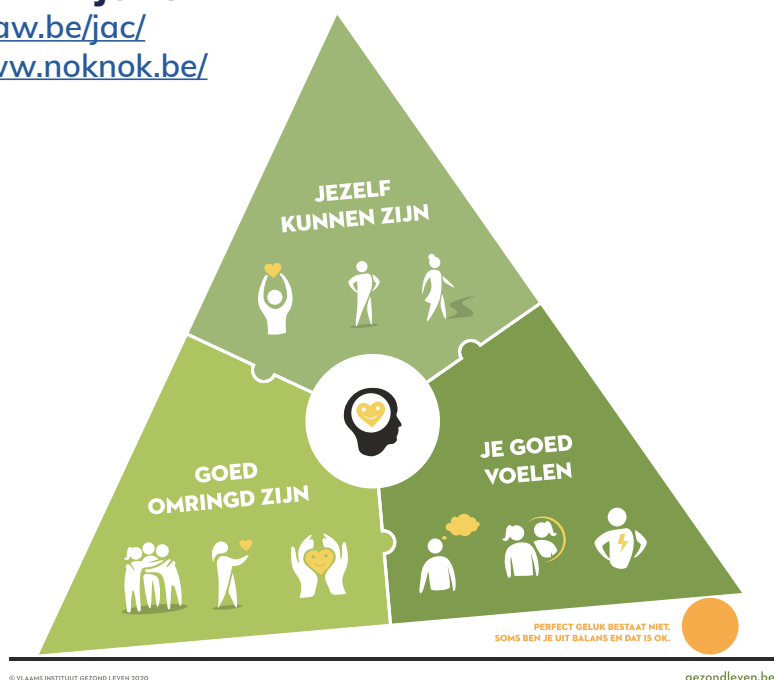 aw.be/jac/
ww.noknok.be/
JEZELF
KUNNEN ZIJN
GOED
OMRINGD ZIJN
JE GOED
VOELEN
PERFECT GELUK BESTAAT NIET.
SOMS BEN JE UIT BALANS EN DAT IS OK.
© VLAAMS INSTITUUT GEZOND LEVEN 2020
gezondleven.be